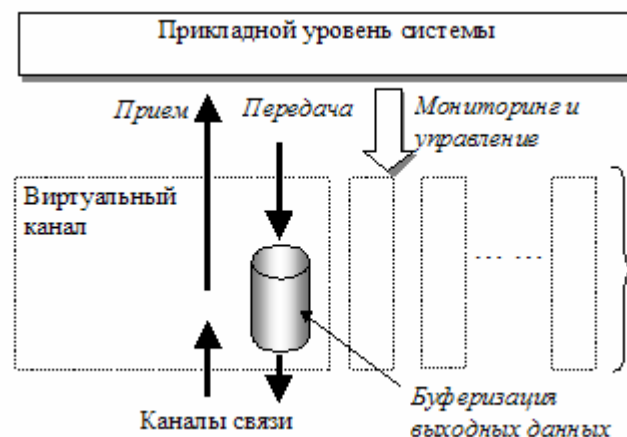 Прикладной уровень системы
Прием
Передача
Мониторинг и
управление
Виртуальный
канал
Каналы связи
Буферизация
выходных данных